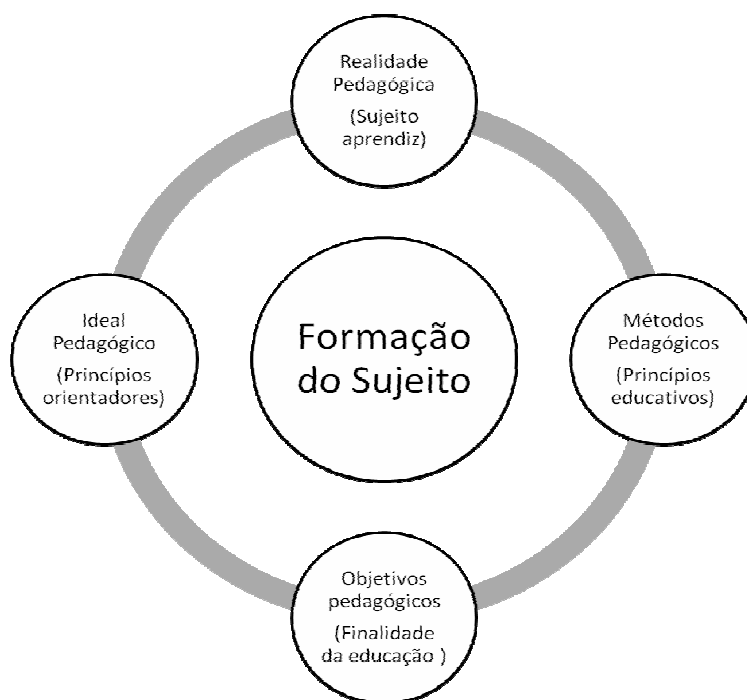 Realidade
Pedagógica
(Sujeito
aprendiz)
Ideal
Pedagógico
(Princípios
orientadores)
Formação
do Sujeito
Métodos
Pedagógicos
(Princípios
educativos)
Objetivos
pedagógicos
(Finalidade
da educação )